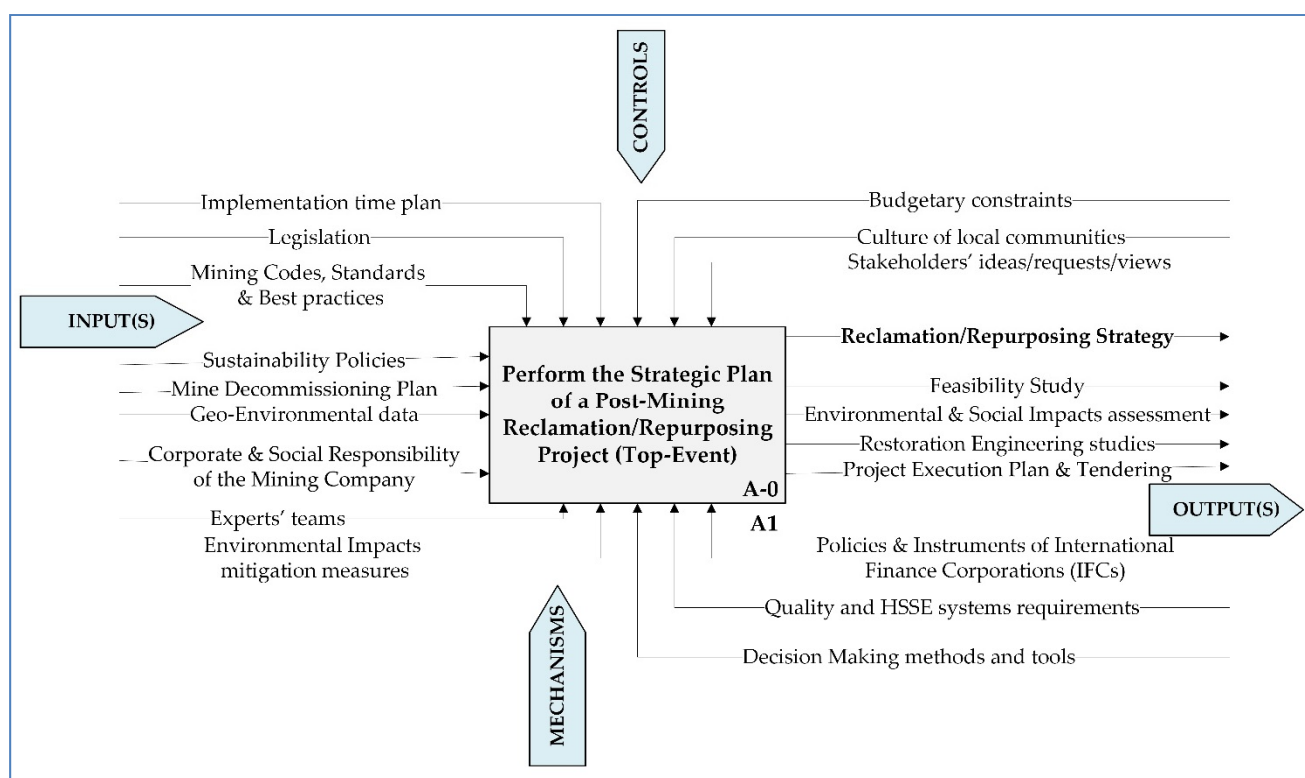 CONTROLS
Implementation time plan
Legislation
Mining Codes, Standards
& Best practices
Budgetary constraints
Culture of local communities
Stakeholders’ ideas/requests/views
INPUT(S)
Sustainability Policies
Mine Decommissioning Plan
Geo-Environmental data
Corporate & Social Responsibility
of the Mining Company
Perform the Strategic Plan
of a Post-Mining
Reclamation/Repurposing
Project (Top-Event)
A-0
A1
Reclamation/Repurposing Strategy
Feasibility Study
Environmental & Social Impacts assessment
Restoration Engineering studies
Project Execution Plan & Tendering
OUTPUT(S)
Experts’ teams
Environmental Impacts
mitigation measures
MECHANISMS
Policies & Instruments of International
Finance Corporations (IFCs)
Quality and HSSE systems requirements
Decision Making methods and tools